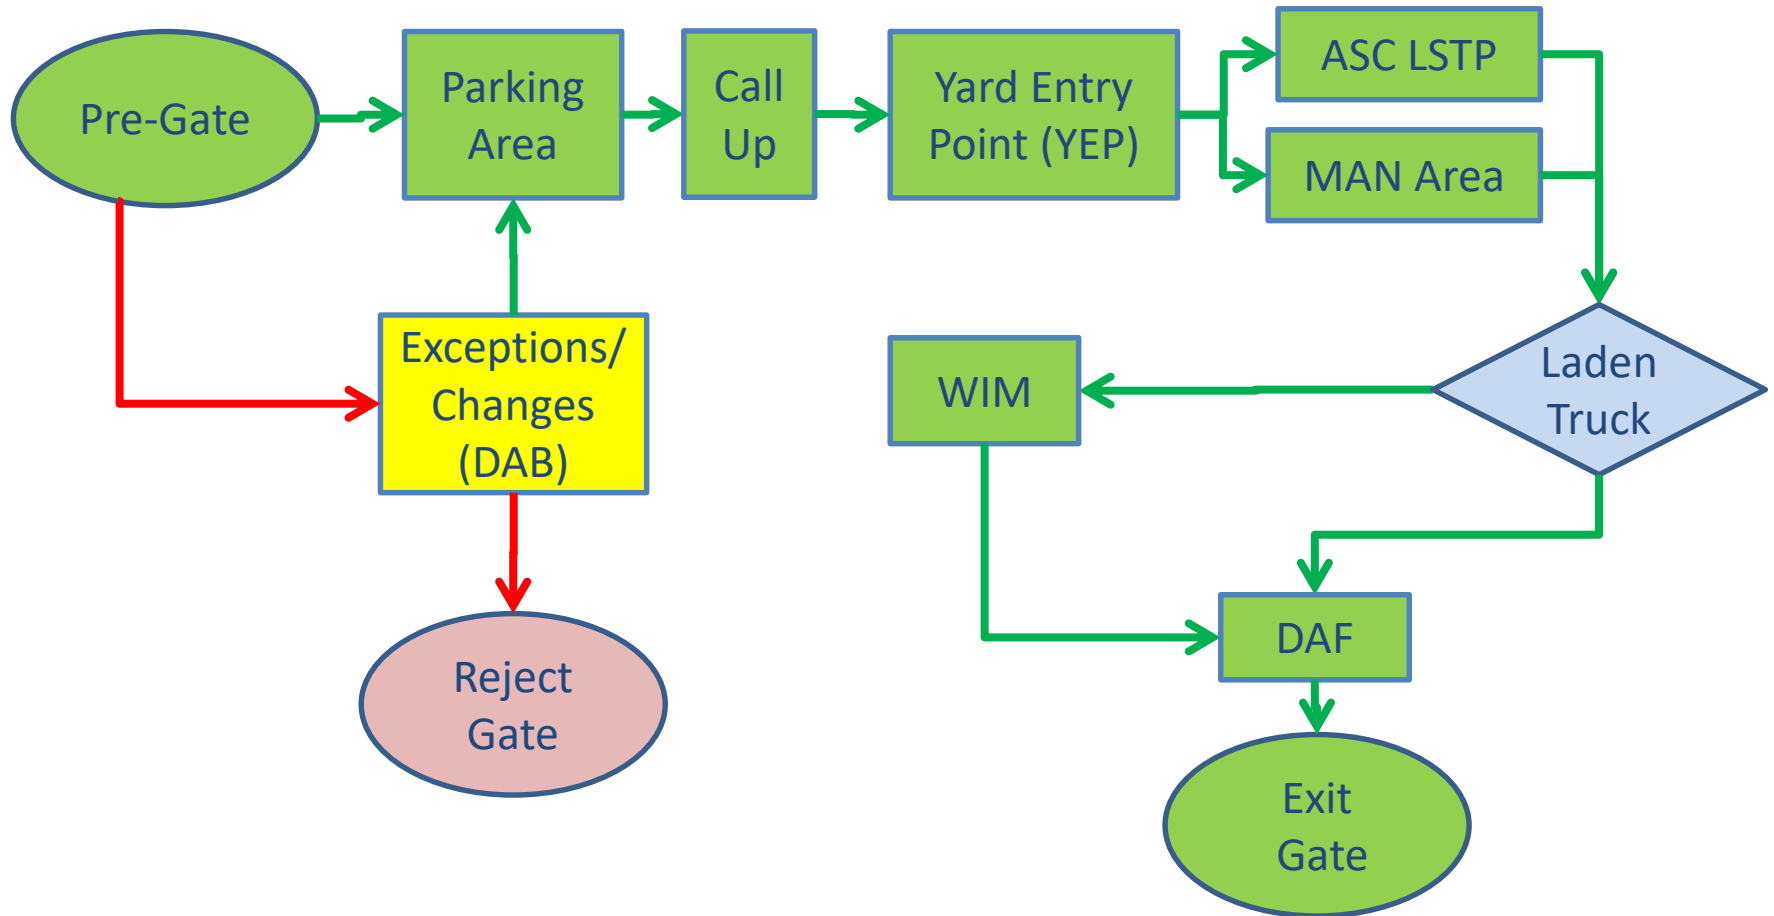 Pre-Gate
Parking
Area
Call
Up
Yard Entry
Point (YEP)
ASC LSTP
MAN Area
Exceptions/
Changes
(DAB)
WIM
Laden
Truck
DAF
Reject
Gate
Exit
Gate